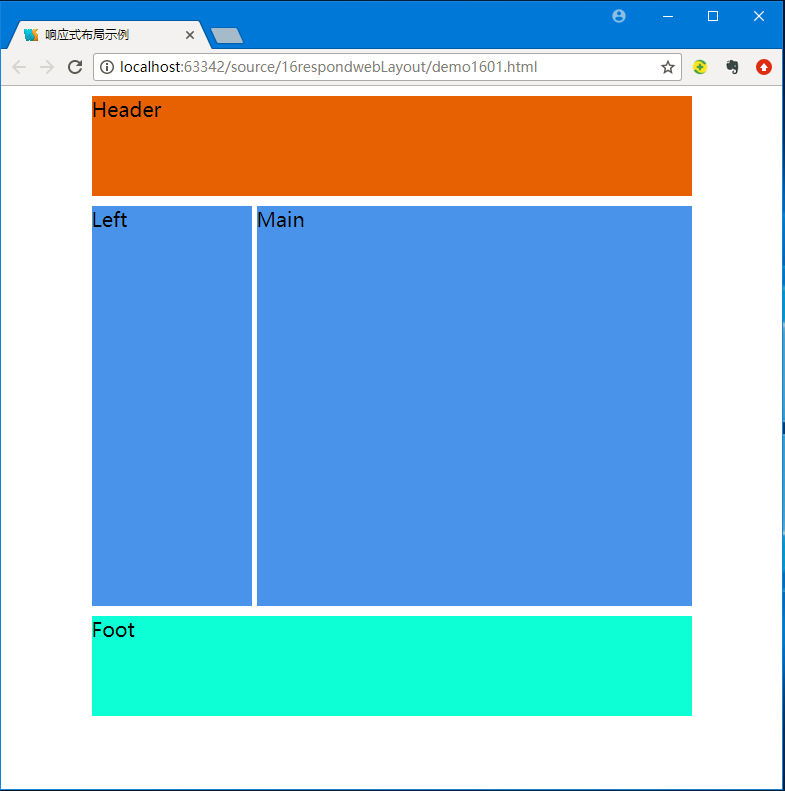 响应式布局示例
localhost:63342/source/16respondwebLayout/demo1601.html
Header
Left
Main
Foot